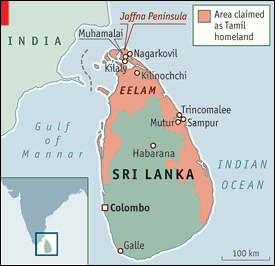 Jaffna Peninsula
Area claimed
as Tamil
homeland
Muhamalai
INDIA
Nagarkovil
Kilaly
Kilinochchi
EELAM
Trincomalee
Gulf
of
Mannar
Mutur
Sampur
Habarana
INDIAN
OCEAN
SRI LANKA
Colombo
Galle
100 km